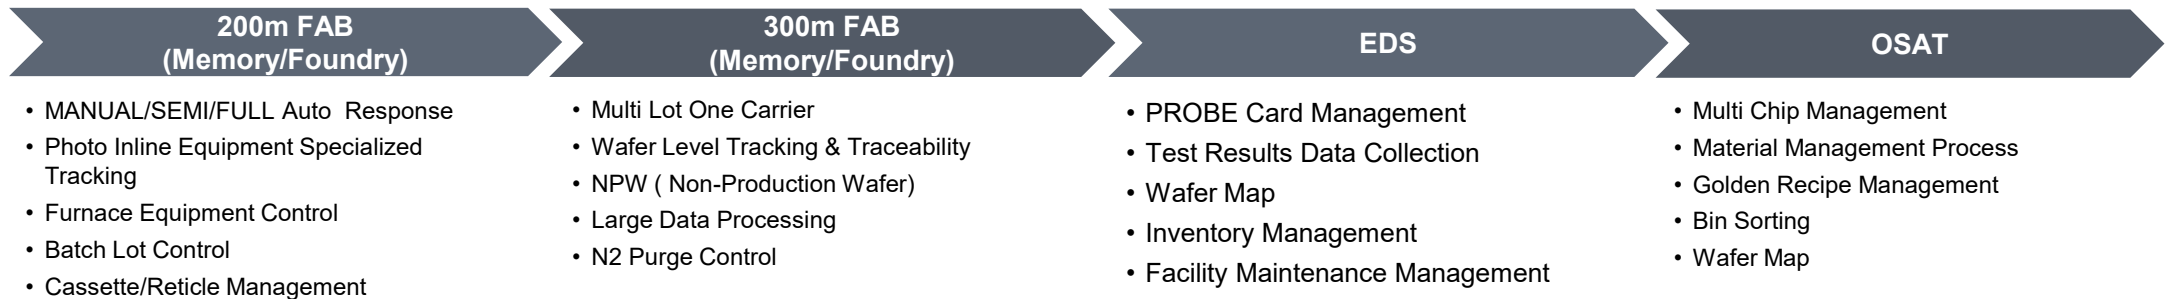 200m FAB
(Memory/Foundry)
• MANUAL/SEMI/FULL Auto  Response
• Photo Inline Equipment Specialized
Tracking
• Furnace Equipment Control
• Batch Lot Control
• Cassette/Reticle Management
300m FAB
(Memory/Foundry)
• Multi Lot One Carrier
• Wafer Level Tracking & Traceability
• NPW ( Non-Production Wafer)
• Large Data Processing
• N2 Purge Control
EDS
• PROBE Card Management
• Test Results Data Collection
• Wafer Map
• Inventory Management
• Facility Maintenance Management
OSAT
• Multi Chip Management
• Material Management Process
• Golden Recipe Management
• Bin Sorting
• Wafer Map